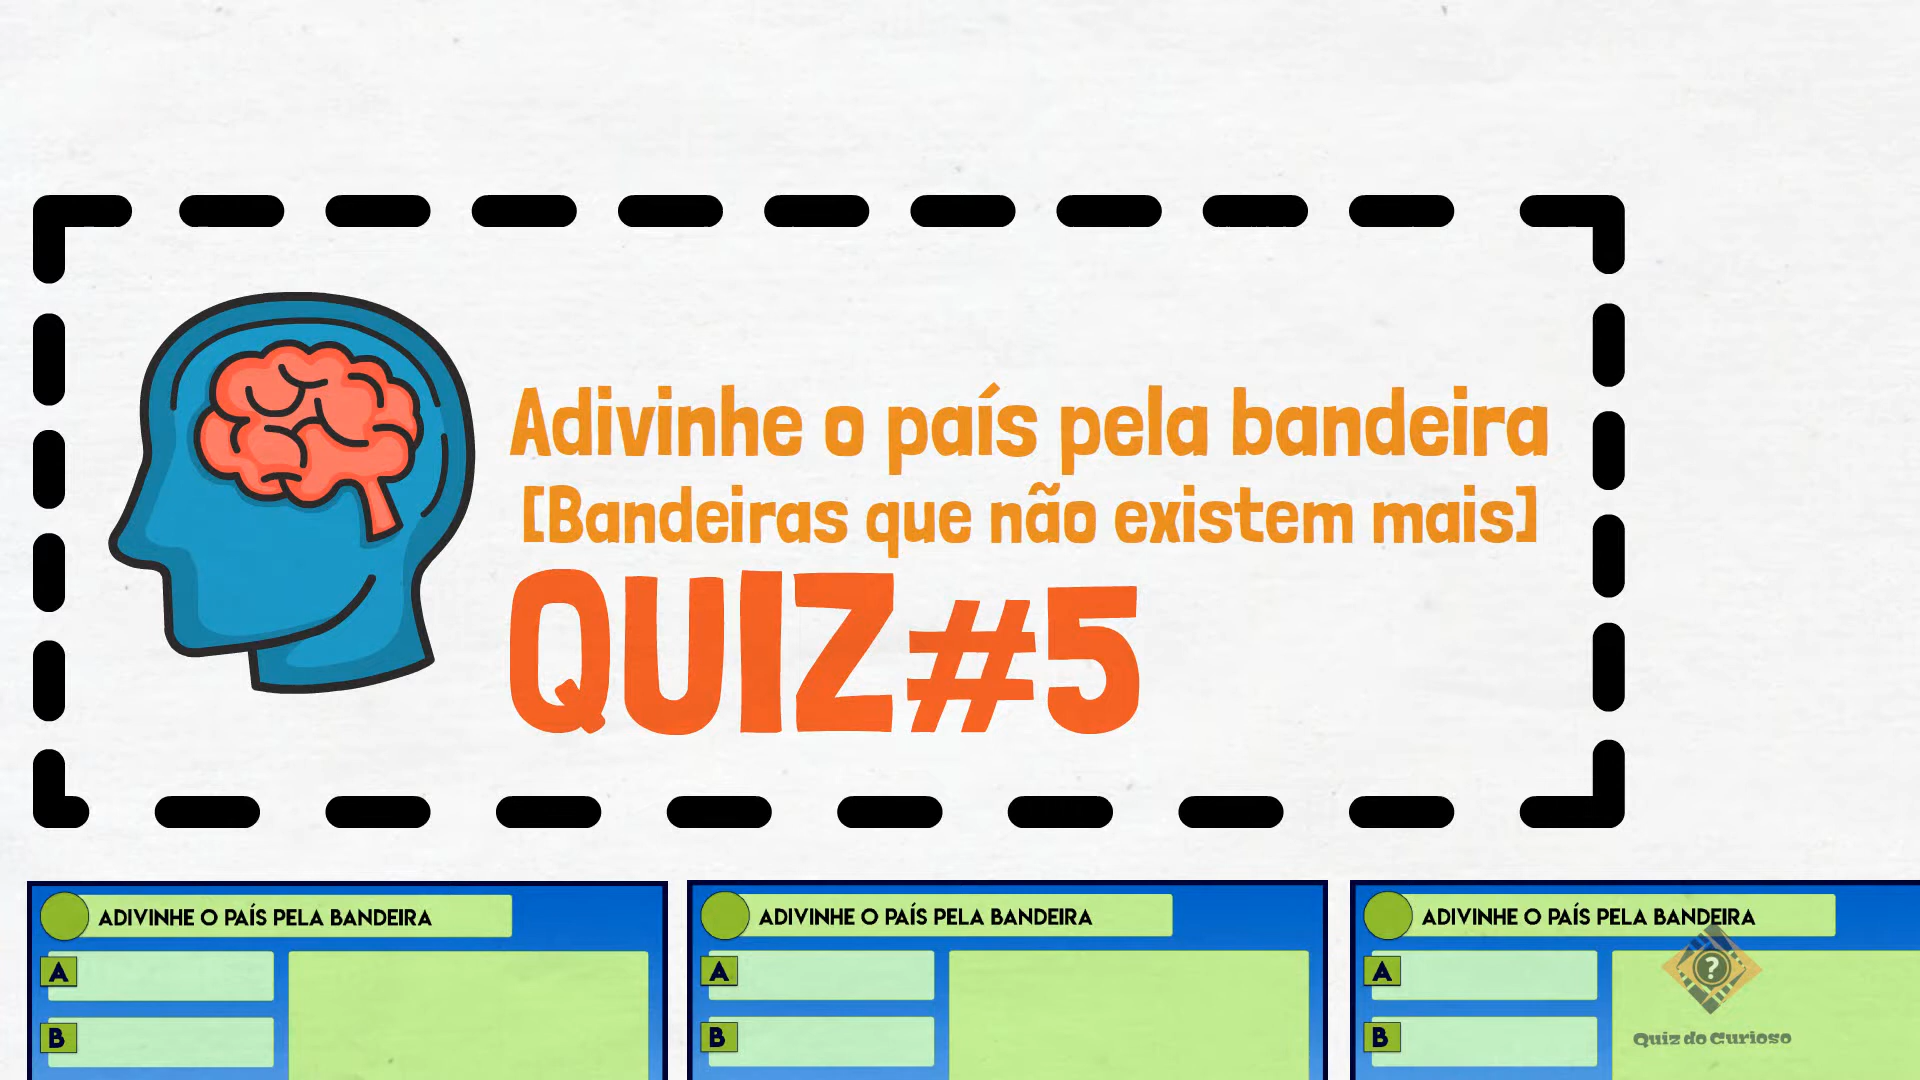 Adivinhe o país pela bandeira
[Bandeiras que não existem mais]
QUIZ#5
ADIVINHE O PAÍS PELA BANDEIRA
A
B
ADIVINHE O PAÍS PELA BANDEIRA
A
B
ADIVINHE O PAÍS PELA BANDEIRA
A
B
?
Quiz do Curioso